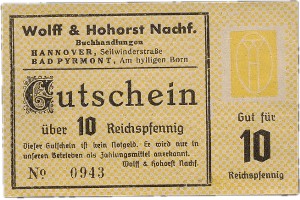 Wolff & Hohorst Nachf.
Buchhandlungen
HANNOVER, Seilwinderstraße
BAD PYRMONT, Am hylligen Born
Gutschein
über 10 Reichspfennig
Dieser Gutschein ist kein Notgeld. Er wird nur in
unseren Betrieben als Zahlungsmittel anerkannt.
Wolff & Hohorst Nachf.
No 0943
Gut für
10
Reichspfennig